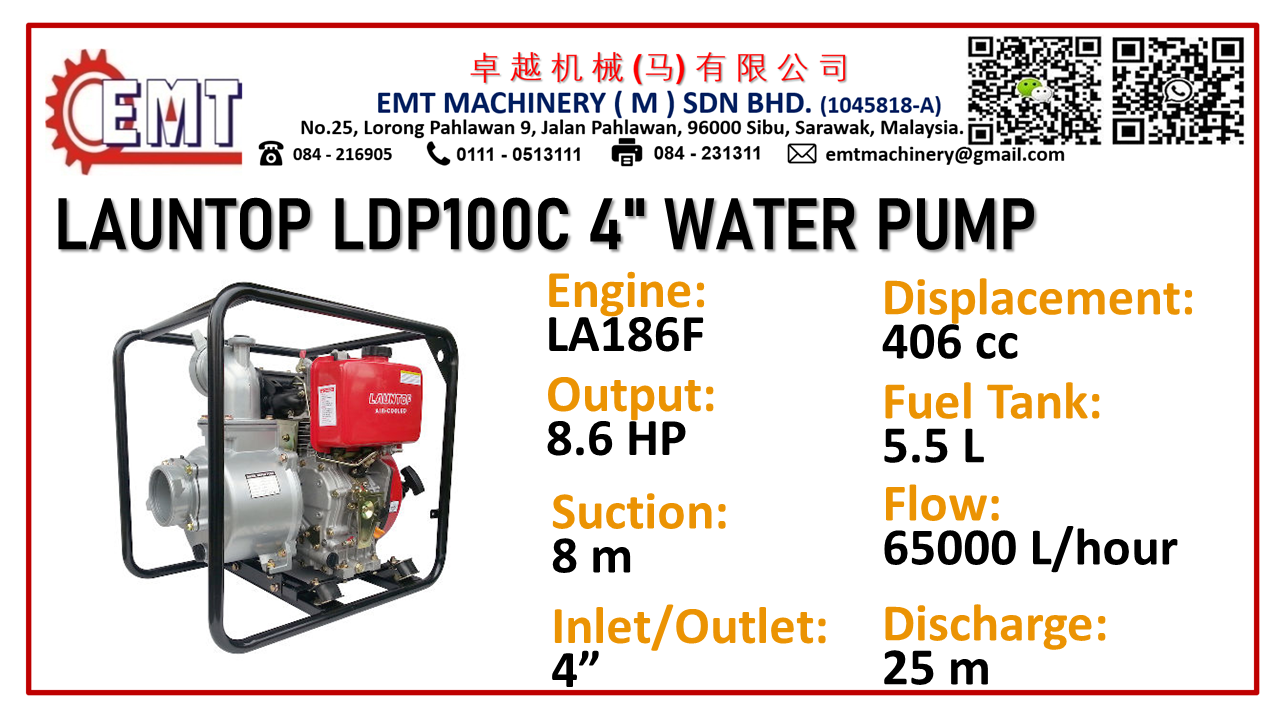 EMT
卓越机械(马)有限公司
EMT MACHINERY ( M ) SDN BHD. (1045818-A)
No.25, Lorong Pahlawan 9, Jalan Pahlawan, 96000 Sibu, Sarawak, Malaysia.
084 - 216905 0111 - 0513111 084 - 231311 emtmachinery@gmail.com
LAUNTOP LDP100C 4" WATER PUMP
LAUNTOP
AIR-COOLED
Engine:
LA186F
Displacement:
406 cc
Output:
8.6 HP
Fuel Tank:
5.5 L
Suction:
8 m
Flow:
65000 L/hour
Inlet/Outlet:
4”
Discharge:
25 m